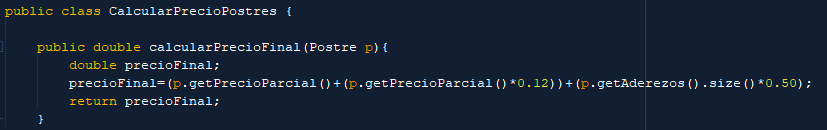 public class CalcularPrecioPostres {
public double calcularPrecioFinal(Postre p){
double precioFinal;
precioFinal=(p.getPrecioParcial()+(p.getPrecioParcial()*0.12))+(p.getAderezos().size()*0.50);
return precioFinal;
}